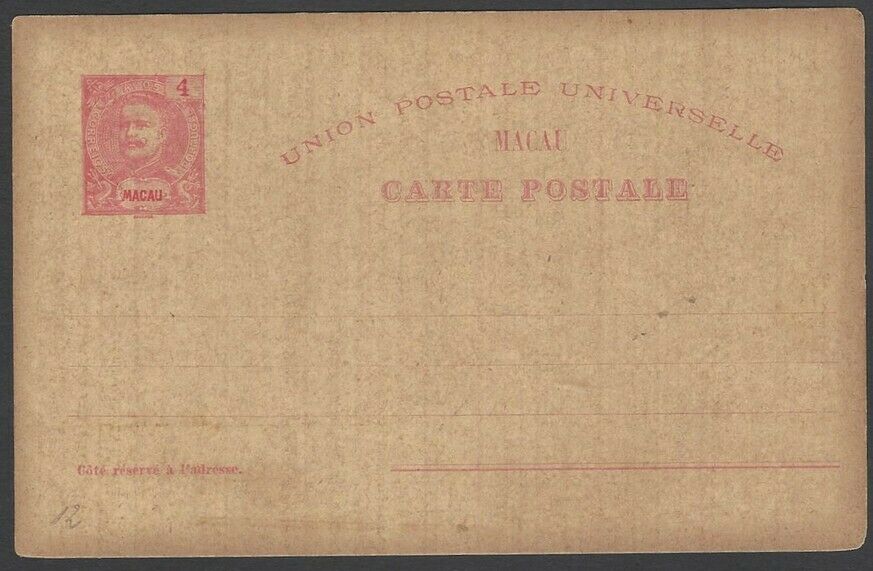 4
MACAU
UNION POSTALE UNIVERSELLE
MACAU
CARTE POSTALE
Côté réservé à l'adresse.
12